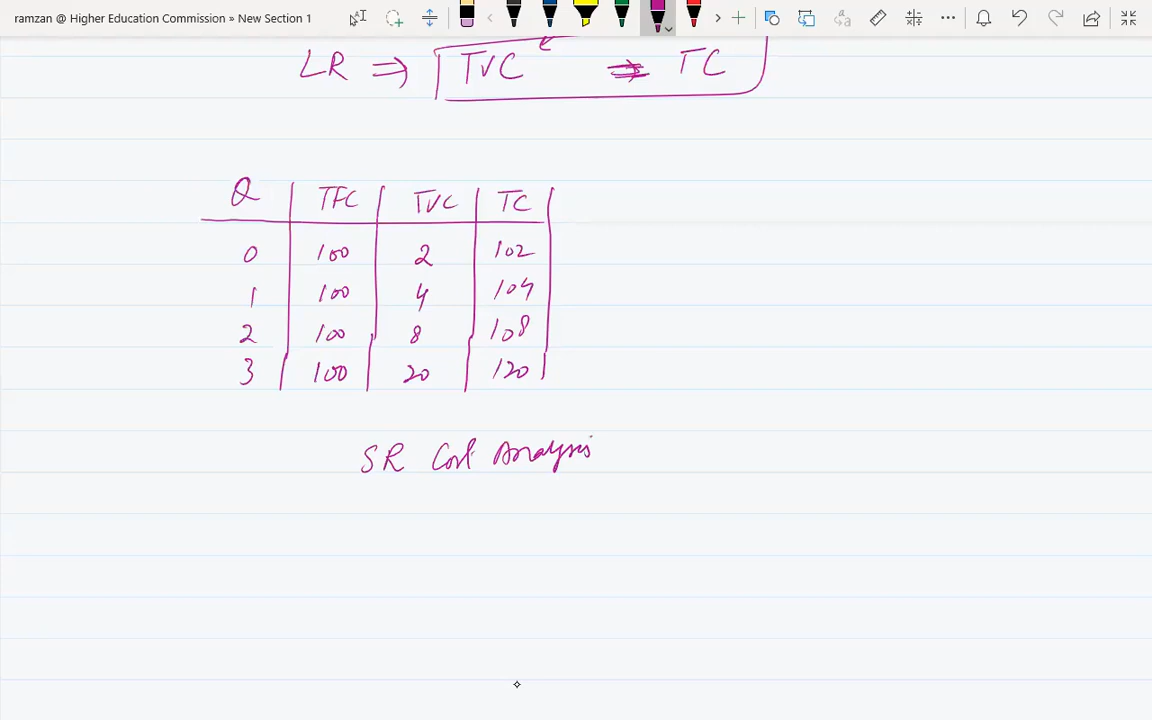 ramzan @ Higher Education Commission » New Section 1
LR ⇒ TVC ⇒ TC
Q TFC TVC TC
0 100 2 102
1 100 4 104
2 100 8 108
3 100 20 120
SR Cost Analysis